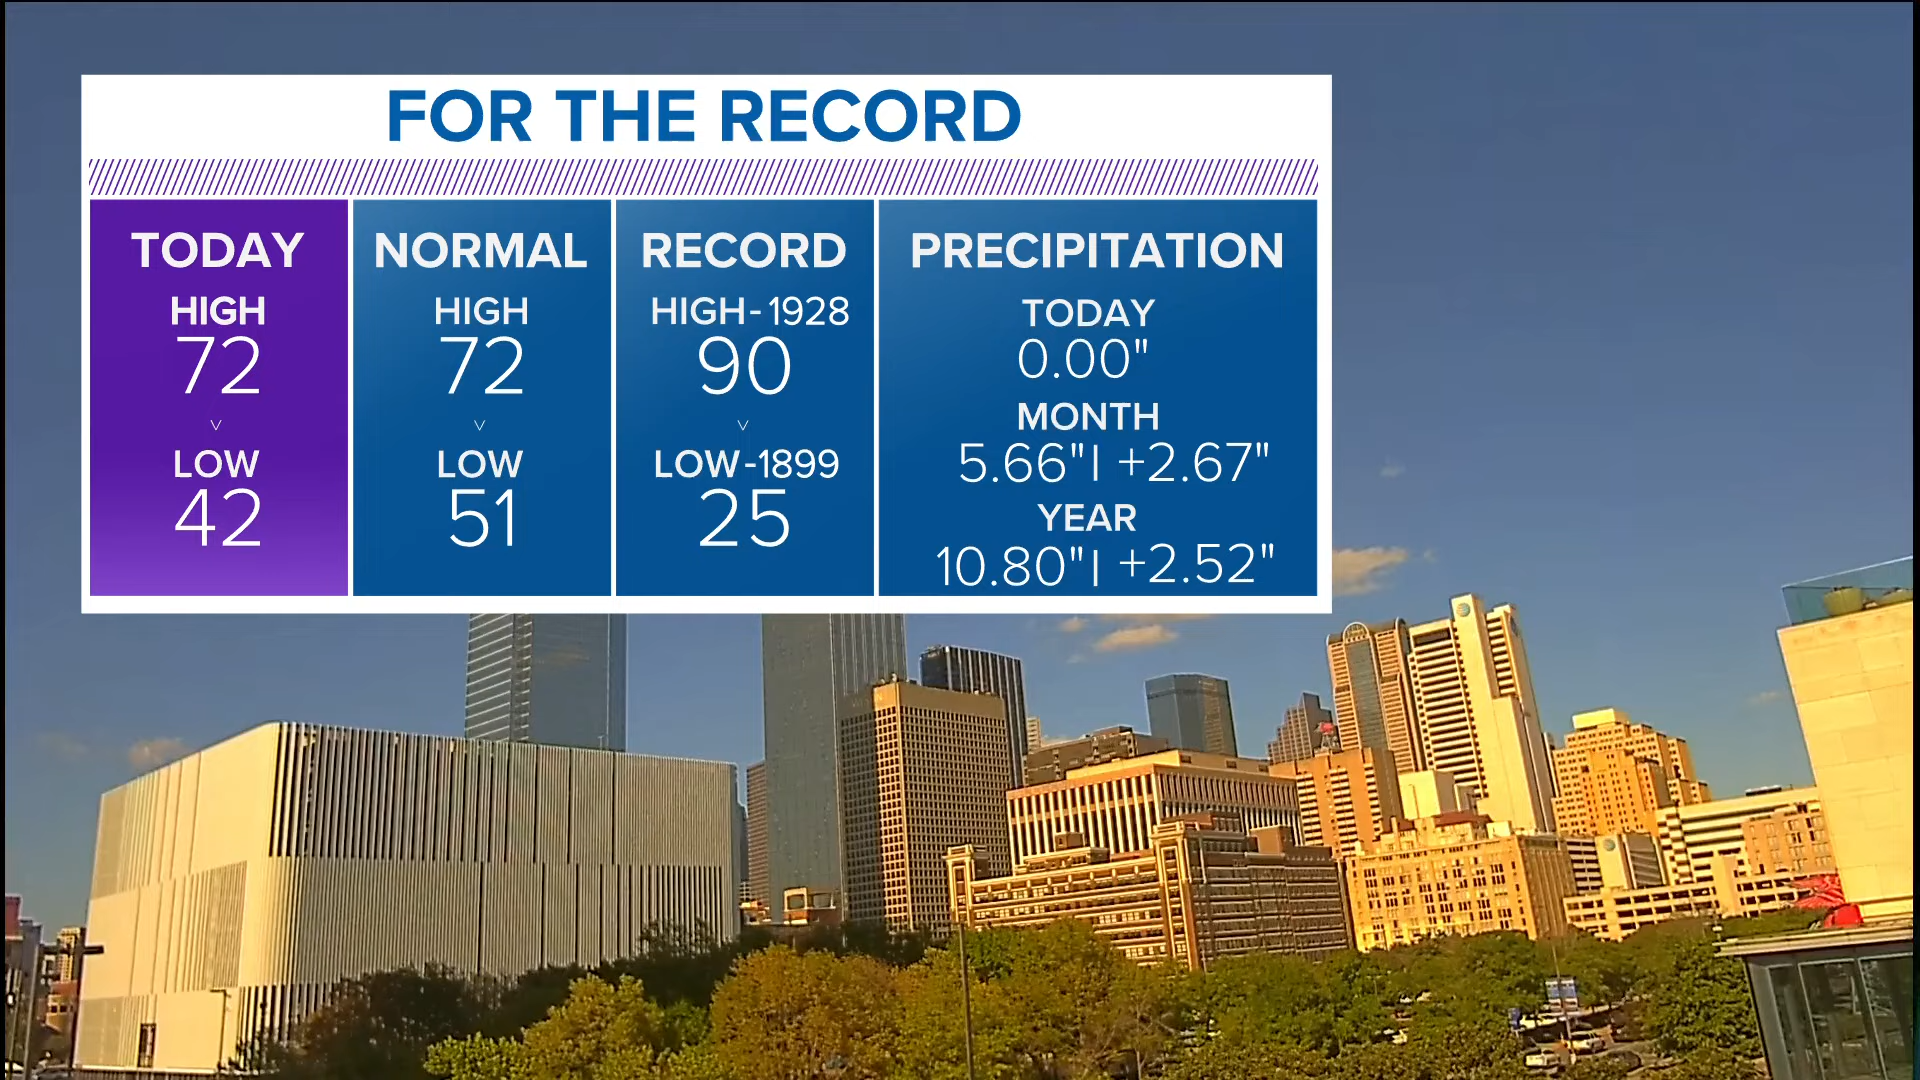 FOR THE RECORD
TODAY
HIGH
72
LOW
42
NORMAL
HIGH
72
LOW
51
RECORD
HIGH - 1928
90
LOW -1899
25
PRECIPITATION
TODAY
0.00"
MONTH
5.66"| +2.67"
YEAR
10.80"| +2.52"